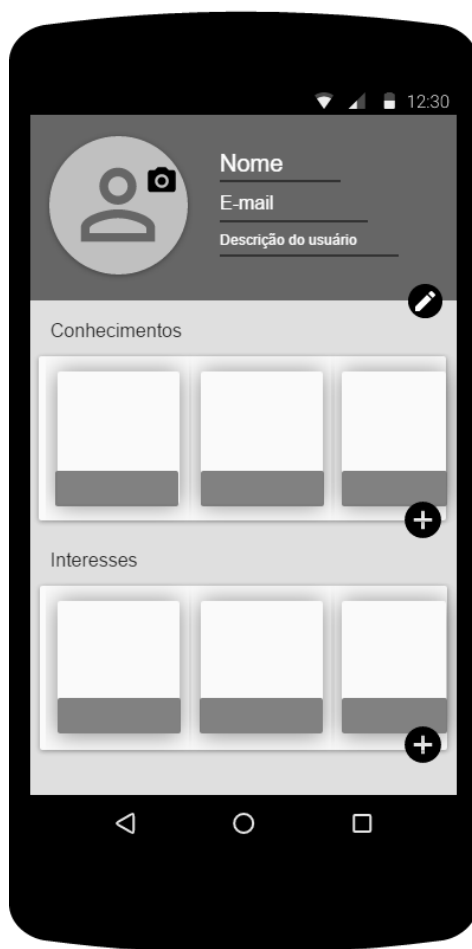 12:30
Nome
E-mail
Descrição do usuário
Conhecimentos
Interesses